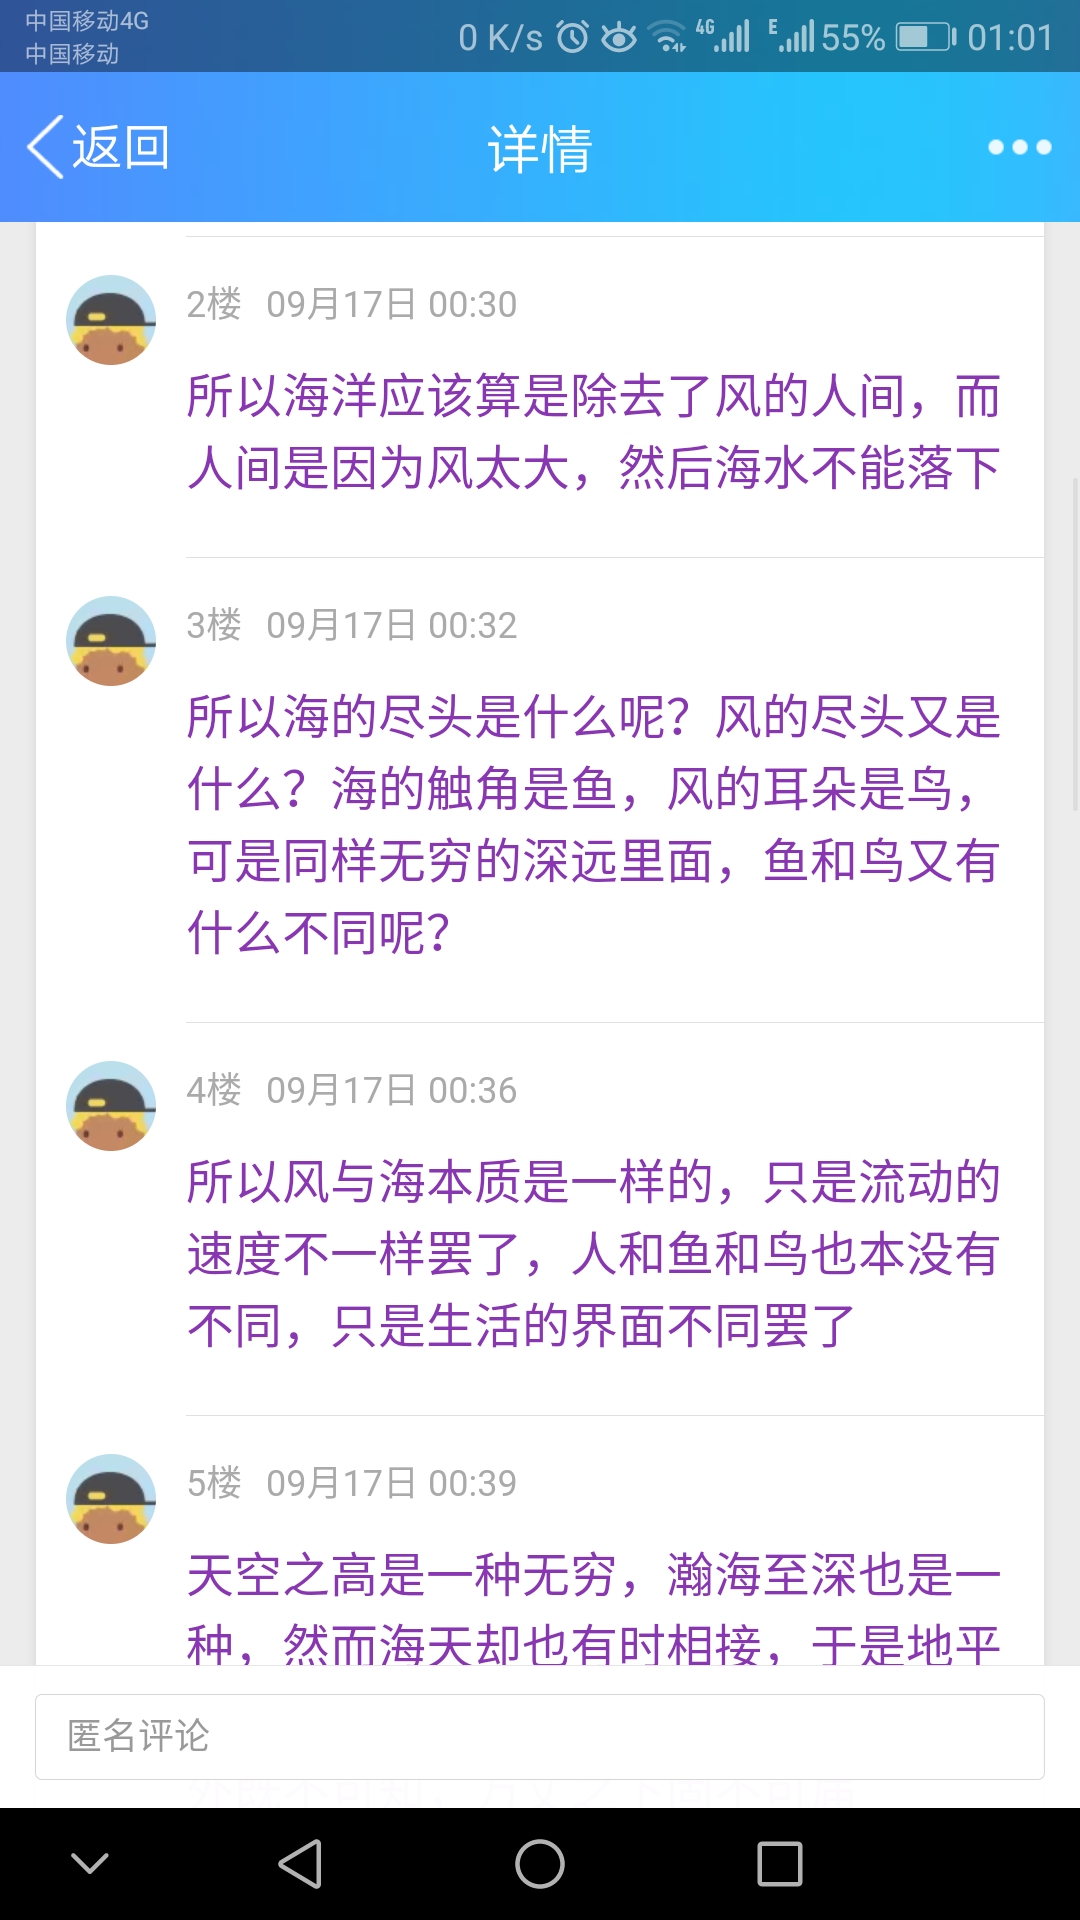 中国移动4G
中国移动
0 K/s 4G E 55% 01:01
返回
详情
2楼 09月17日 00:30
所以海洋应该算是除去了风的人间，而
人间是因为风太大，然后海水不能落下
3楼 09月17日 00:32
所以海的尽头是什么呢？风的尽头又是
什么？海的触角是鱼，风的耳朵是鸟，
可是同样无穷的深远里面，鱼和鸟又有
什么不同呢？
4楼 09月17日 00:36
所以风与海本质是一样的，只是流动的
速度不一样罢了，人和鱼和鸟也本没有
不同，只是生活的界面不同罢了
5楼 09月17日 00:39
天空之高是一种无穷，瀚海至深也是一
种，然而海天却也有时相接，于是地平
匿名评论